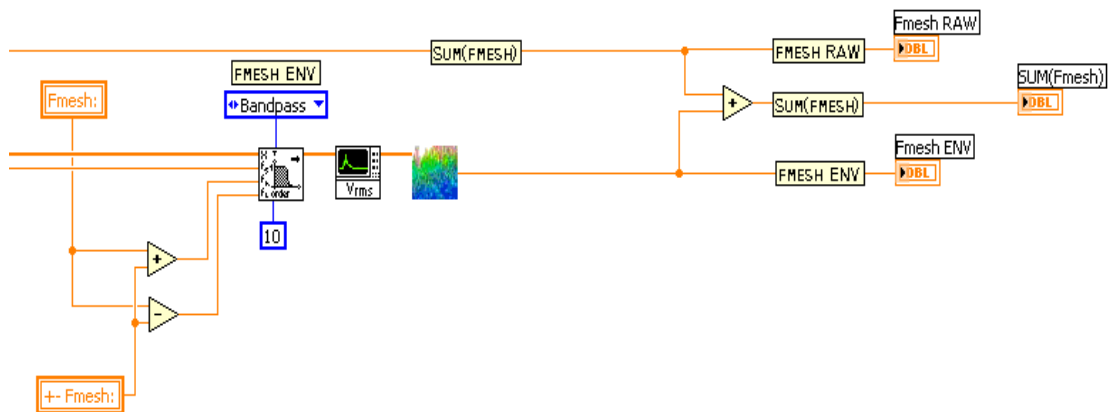 Fmesh RAW
SUM(FMESH)
FMESH RAW
DBL
FMESH ENV
SUM(Fmesh)
Fmesh:
Bandpass
+
SUM(FMESH)
DBL
Fmesh ENV
X
order
Vrms
FMESH ENV
DBL
10
+
-
+- Fmesh: